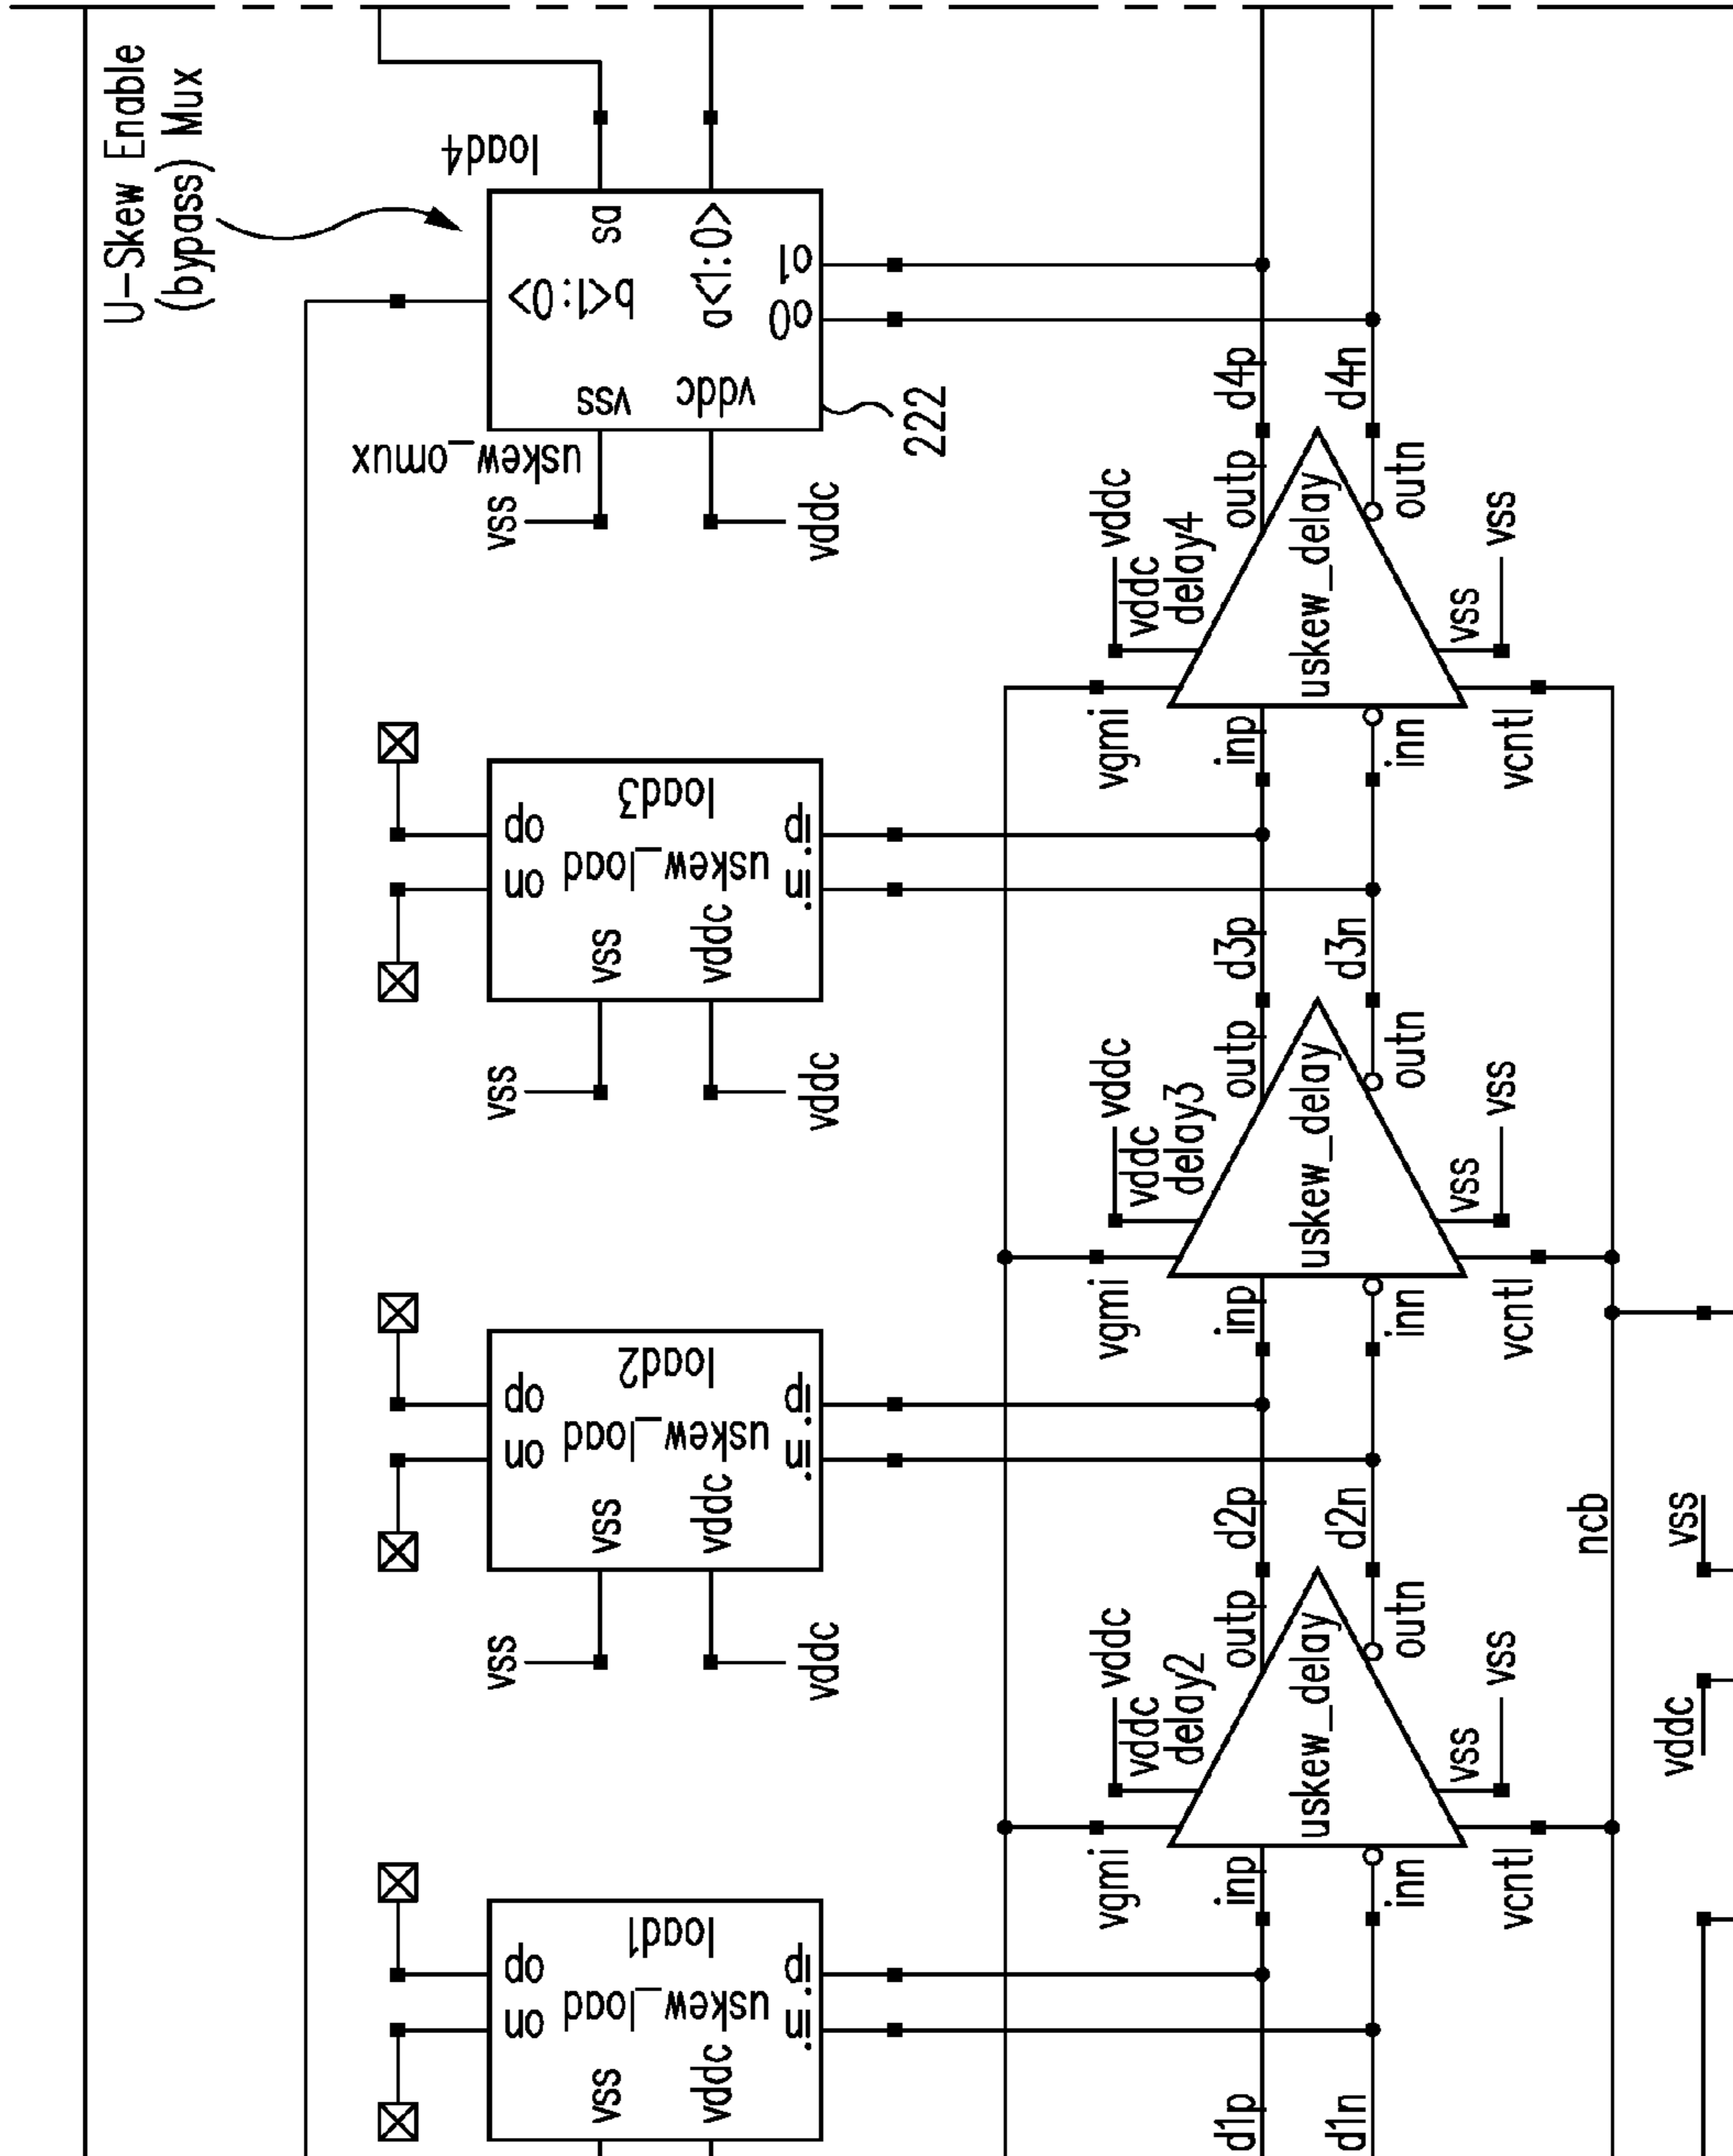 U-Skew Enable
(bypass) Mux
load4
sa
a<1:0>
b<1:0>
o1
o0
vss
vddc
uskew_omux
222
vss
vddc
d4p
d4n
outp
outn
uskew_delay
delay4
vddc
vddc
vss
vss
vgmi
inp
inn
vcntl
load3
uskew_load
op
on
ip
in
vss
vddc
vss
vddc
d3p
d3n
outp
outn
uskew_delay
delay3
vddc
vddc
vss
vss
vgmi
inp
inn
vcntl
load2
uskew_load
op
on
ip
in
vss
vddc
vss
vddc
d2p
d2n
ncb
vss
vddc
outp
outn
uskew_delay
delay2
vddc
vddc
vss
vss
vgmi
inp
inn
vcntl
load1
uskew_load
op
on
ip
in
vss
vddc
d1p
d1n